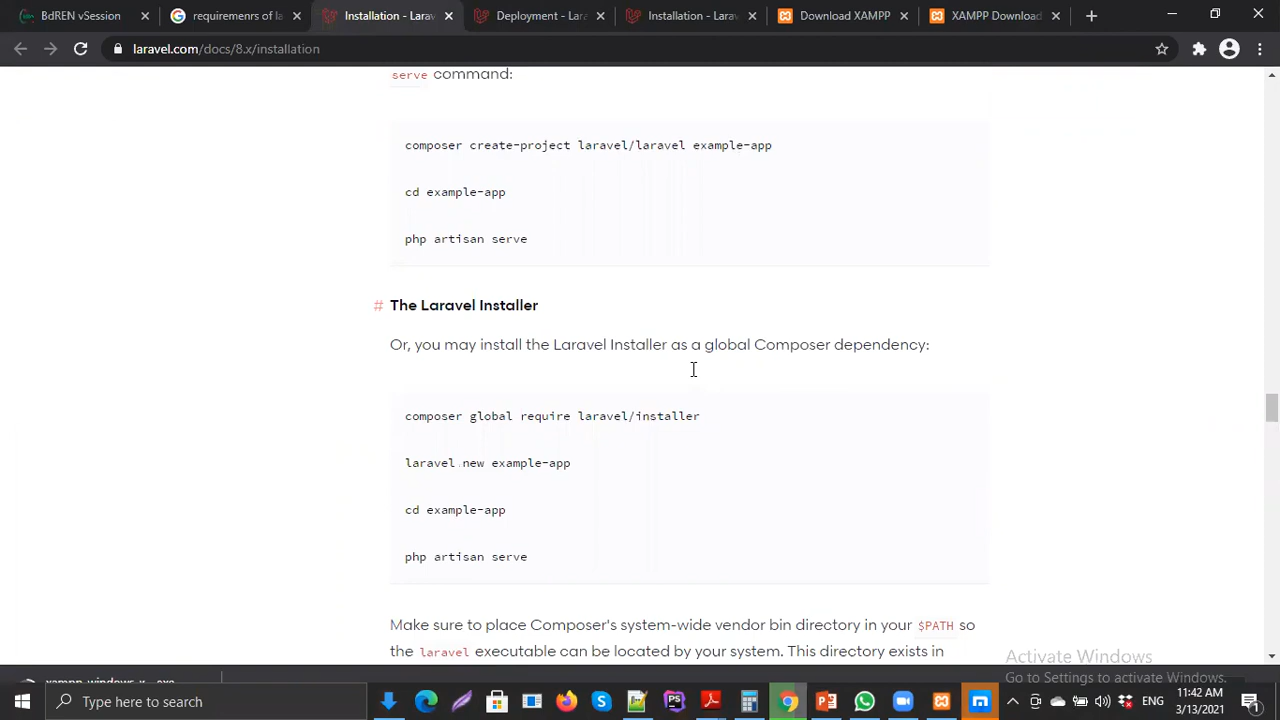 BdREN vSession
requiremenrs of la
Installation - Larav
Deployment - Lara
Installation - Larav
Download XAMPP
XAMPP Download
laravel.com/docs/8.x/installation
serve command:
composer create-project laravel/laravel example-app
cd example-app
php artisan serve
# The Laravel Installer
Or, you may install the Laravel Installer as a global Composer dependency:
composer global require laravel/installer
laravel new example-app
cd example-app
php artisan serve
Make sure to place Composer's system-wide vendor bin directory in your $PATH so
the laravel executable can be located by your system. This directory exists in
Activate Windows
Go to Settings to activate Windows.
Type here to search
ENG
11:42 AM
3/13/2021